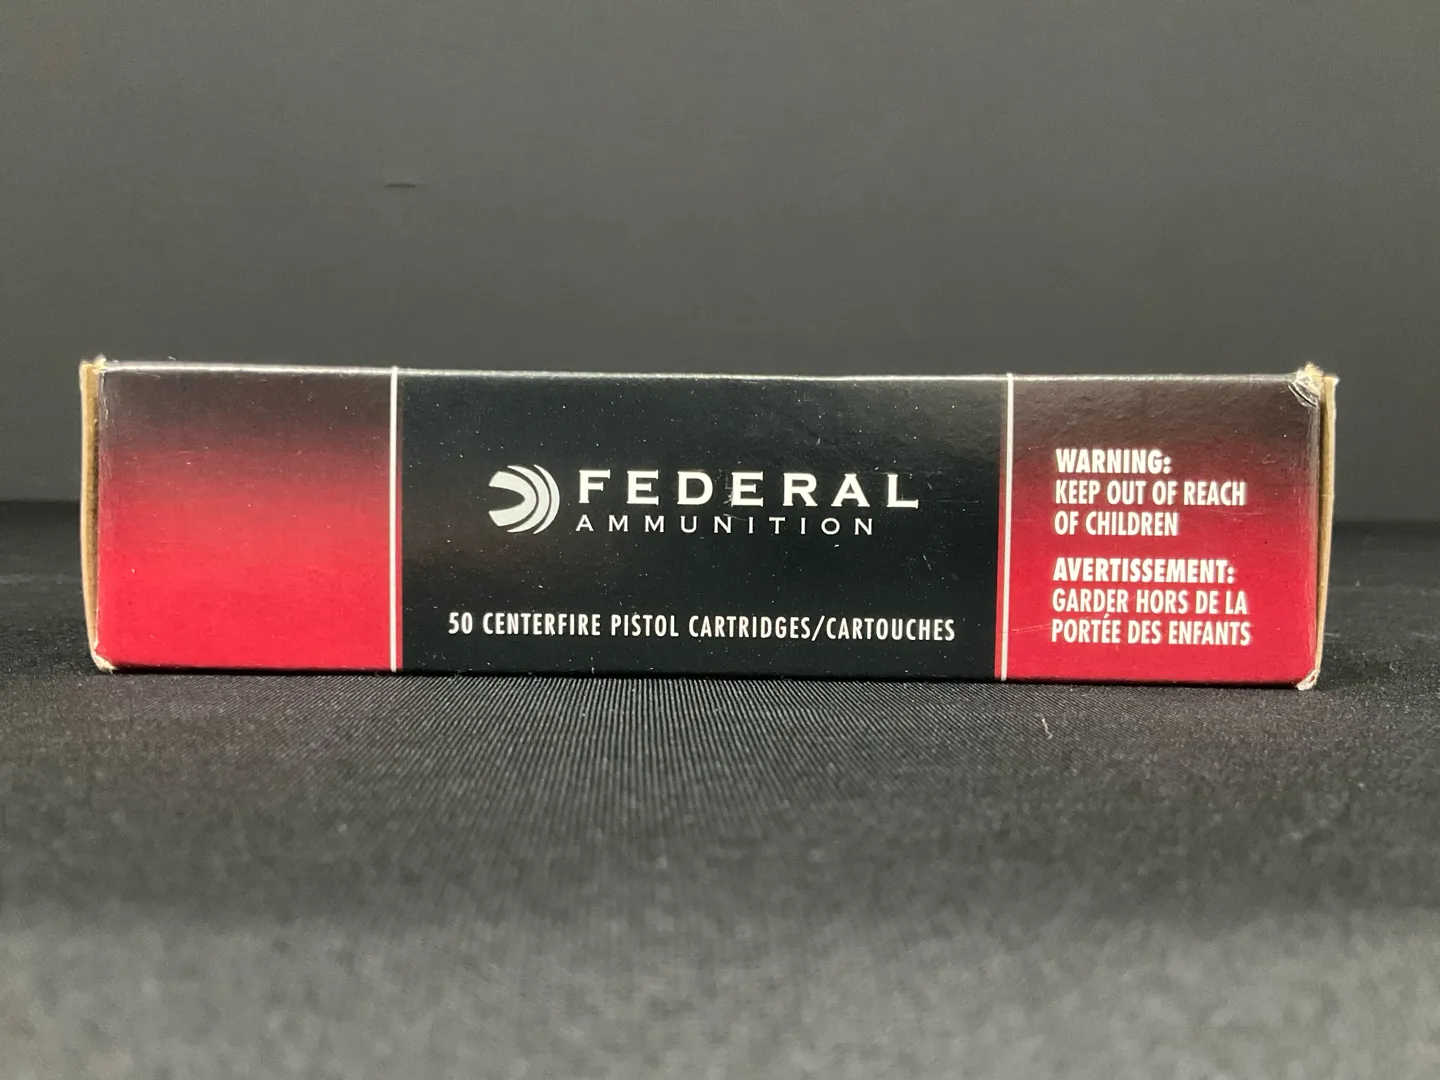 FEDERAL
AMMUNITION
50 CENTERFIRE PISTOL CARTRIDGES/CARTOUCHES
WARNING:
KEEP OUT OF REACH
OF CHILDREN
AVERTISSEMENT:
GARDER HORS DE LA
PORTÉE DES ENFANTS